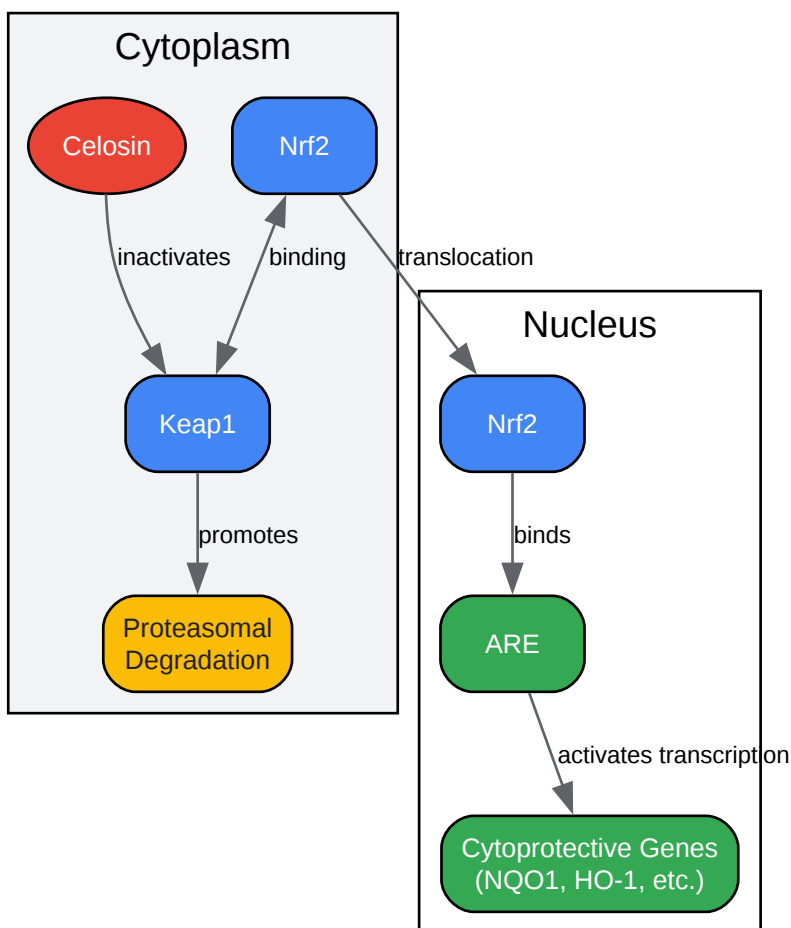 Cytoplasm
Celosin
Nrf2
inactivates
binding
translocation
Nucleus
Keap1
Nrf2
promotes
binds
Proteasomal
Degradation
ARE
activates transcription
Cytoprotective Genes
(NQO1, HO-1, etc.)